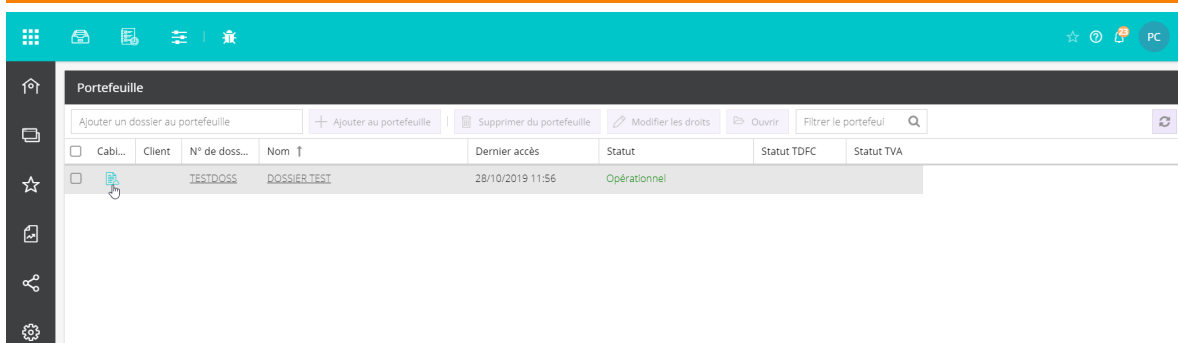 23
PC
Portefeuille
Ajouter un dossier au portefeuille Ajouter au portefeuille Supprimer du portefeuille Modifier les droits Ouvrir Filtrer le portefeui
Cabi... Client N° de doss... Nom Dernier accès Statut Statut TDFC Statut TVA
TESTDOSS DOSSIER TEST 28/10/2019 11:56 Opérationnel